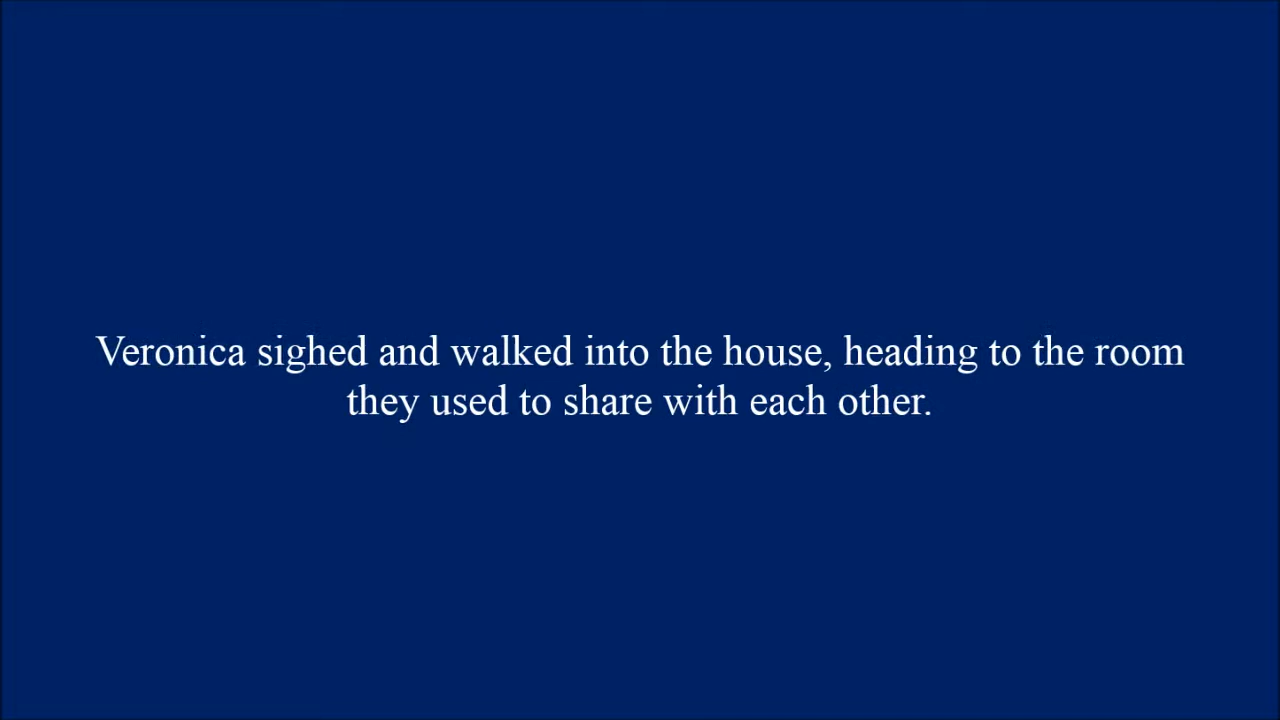 Veronica sighed and walked into the house, heading to the room
they used to share with each other.